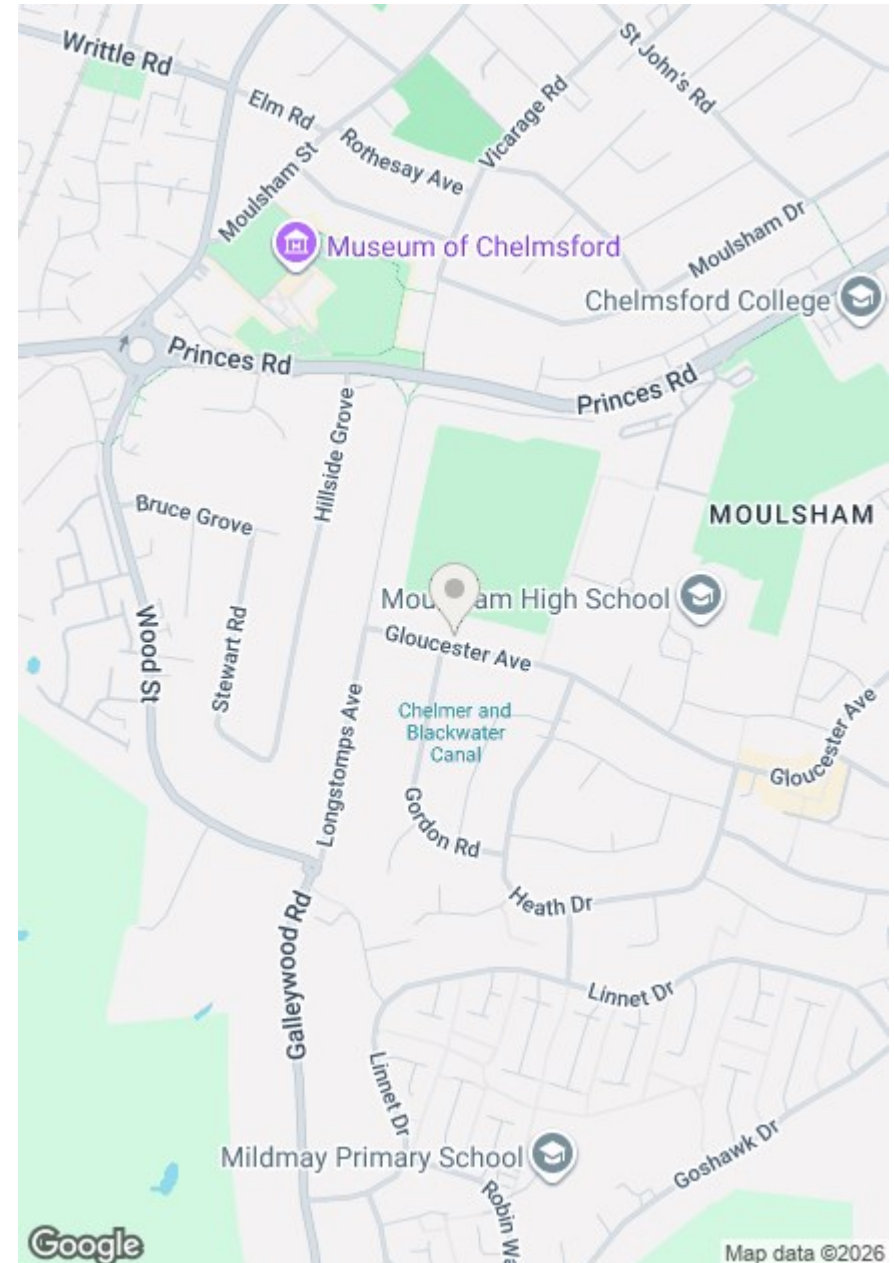 Writtle Rd
St John's Rd
Elm Rd
Vicarage Rd
Rothesay Ave
Moulsham St
Moulsham Dr
Museum of Chelmsford
Chelmsford College
Princes Rd
Princes Rd
Hillside Grove
Bruce Grove
MOULSHAM
Moulsham High School
Wood St
Stewart Rd
Gloucester Ave
Longstomps Ave
Chelmer and
Blackwater
Canal
Gloucester Ave
Gordon Rd
Heath Dr
Galleywood Rd
Linnet Dr
Linnet Dr
Mildmay Primary School
Goshawk Dr
Robin
Google
Map data ©2026